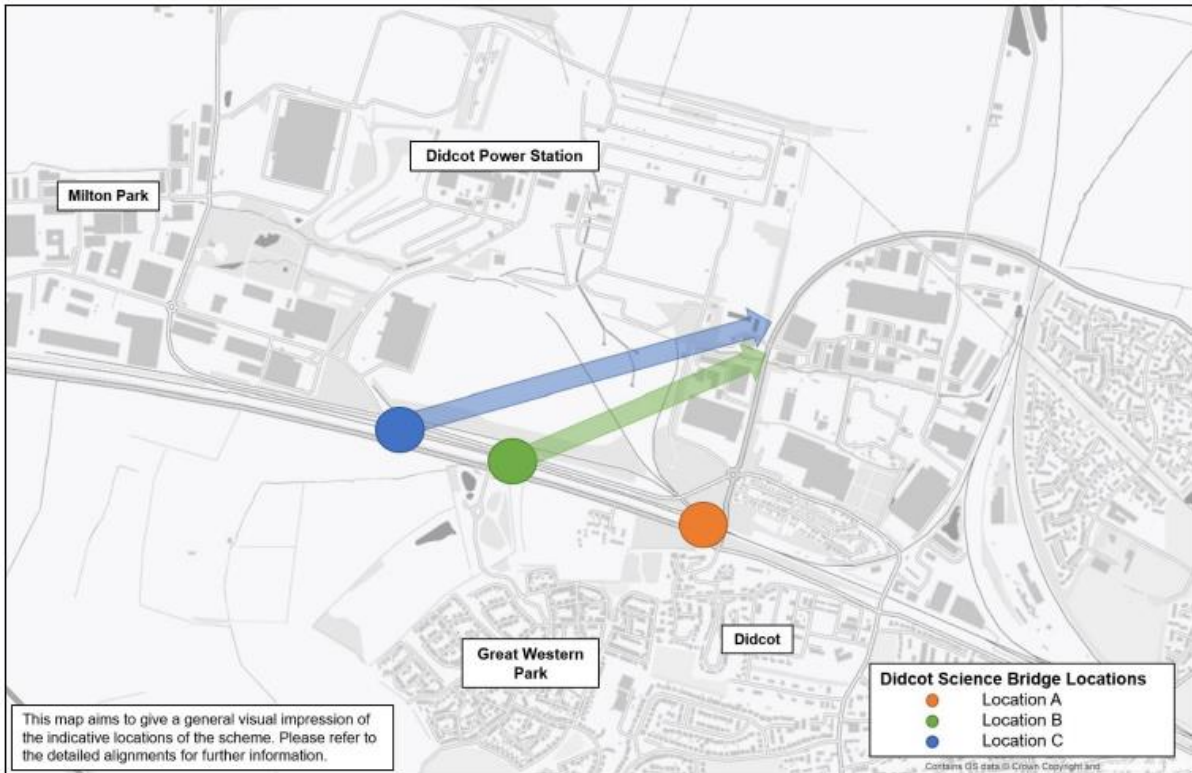 Didcot Power Station
Milton Park
Great Western
Park
Didcot
Didcot Science Bridge Locations
Location A
Location B
Location C
This map aims to give a general visual impression of
the indicative locations of the scheme. Please refer to
the detailed alignments for further information.
Contains OS data © Crown Copyright and